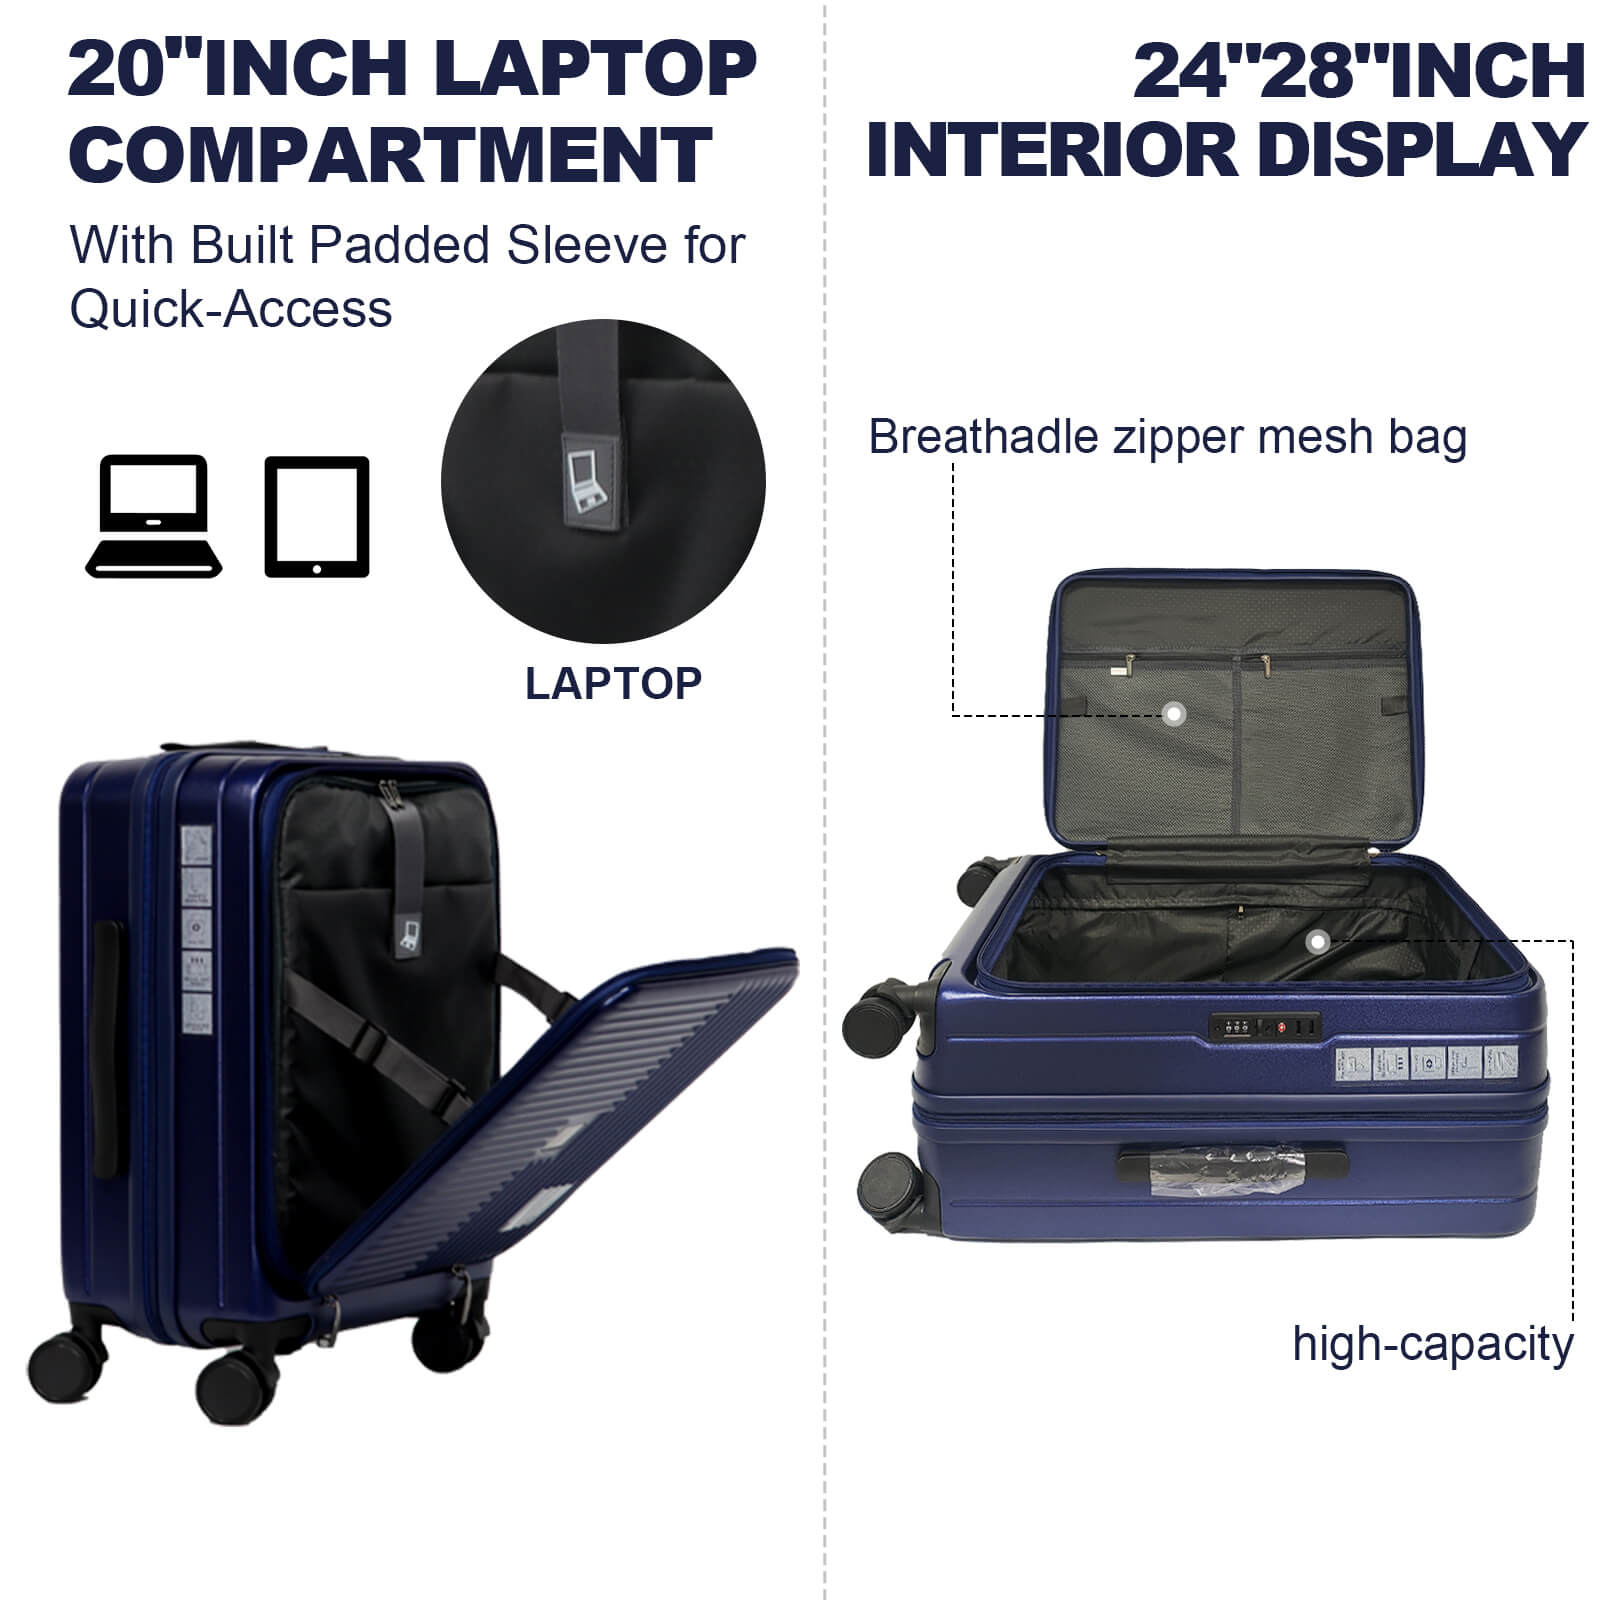 20"INCH LAPTOP
COMPARTMENT
With Built Padded Sleeve for
Quick-Access
LAPTOP
24"28"INCH
INTERIOR DISPLAY
Breathadle zipper mesh bag
high-capacity